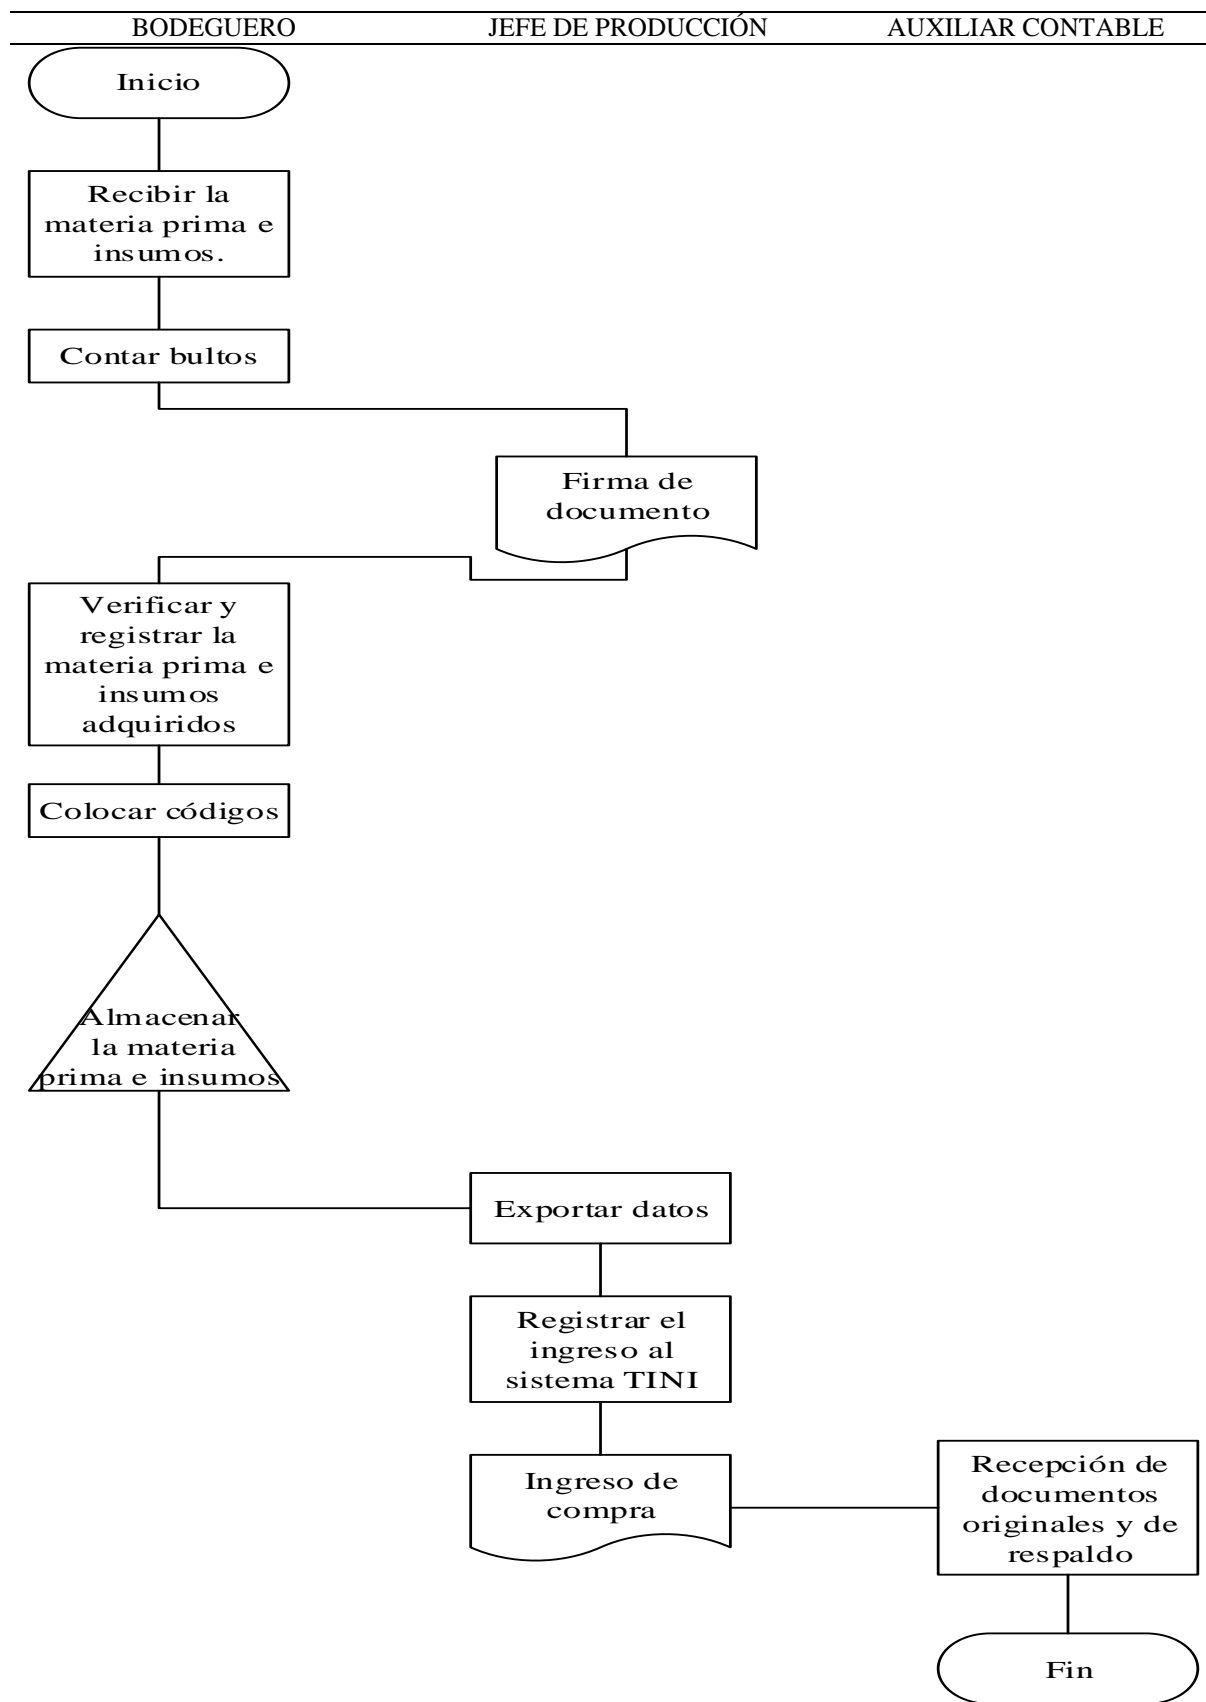 BODEGUERO JEFE DE PRODUCCIÓN AUXILIAR CONTABLE
Inicio
Recibir la
materia prima e
insumos.
Contar bultos
Firma de
documento
Verificar y
registrar la
materia prima e
insumos
adquiridos
Colocar códigos
Almacenar
la materia
prima e insumos
Exportar datos
Registrar el
ingreso al
sistema TINI
Ingreso de
compra
Recepción de
documentos
originales y de
respaldo
Fin